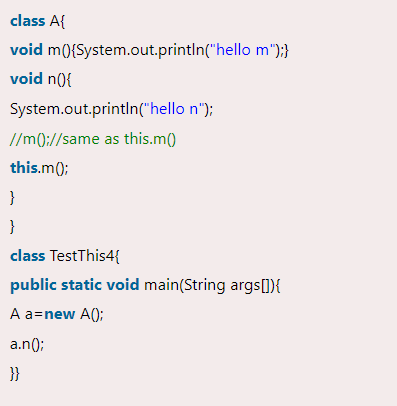 class A{
void m(){System.out.println("hello m");}
void n(){
System.out.println("hello n");
//m();//same as this.m()
this.m();
}
}
class TestThis4{
public static void main(String args[]){
A a=new A();
a.n();
}}